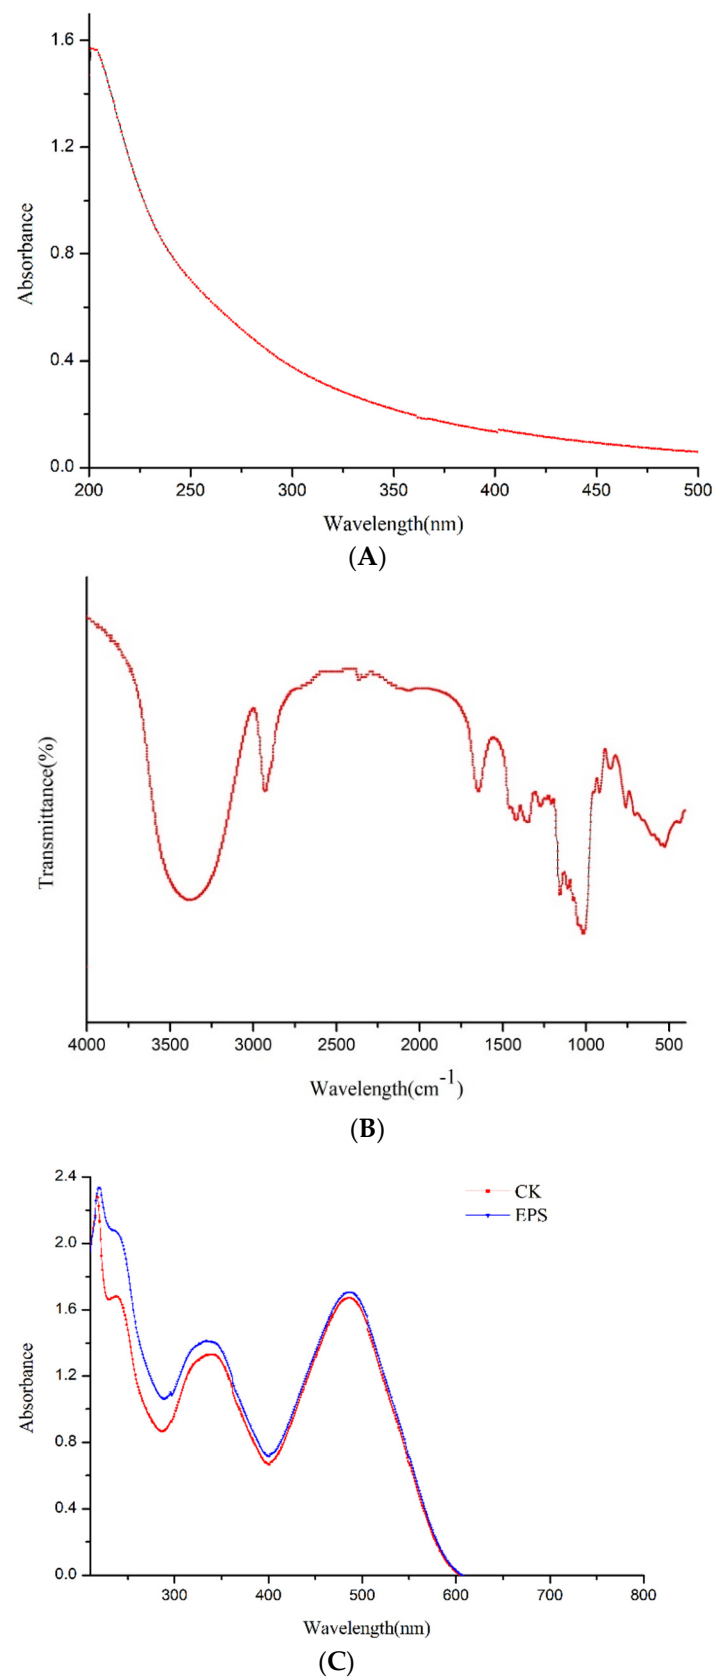 1.6
1.2
0.8
0.4
0.0
Absorbance
200 250 300 350 400 450 500
Wavelength(nm)
(A)
Transmittance(%)
4000 3500 3000 2500 2000 1500 1000 500
Wavelength(cm-1)
(B)
2.4
2.0
1.6
1.2
0.8
0.4
0.0
Absorbance
CK
EPS
300 400 500 600 700 800
Wavelength(nm)
(C)